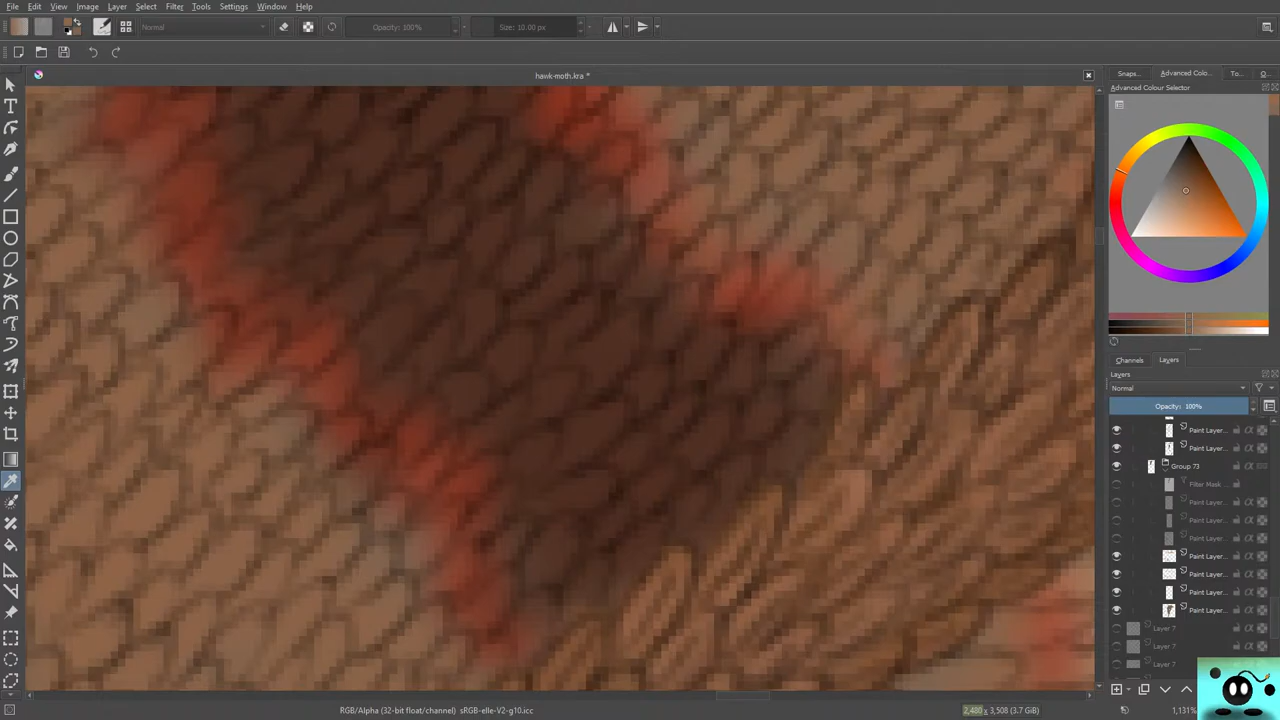 File Edit View Image Layer Select Filter Tools Settings Window Help
Normal Opacity: 100% Size: 10.00 px
hawk-moth.kra *
Snaps... Advanced Colo... To... O...
Advanced Colour Selector
Channels Layers
Layers
Normal
Opacity: 100%
Paint Layer...
Paint Layer...
Group 73
Filter Mask ...
Paint Layer...
Paint Layer...
Paint Layer...
Paint Layer...
Paint Layer...
Paint Layer...
Paint Layer...
Layer 7
Layer 7
Layer 7
RGB/Alpha (32-bit float/channel) sRGB-elle-V2-g10.icc 2,480 x 3,508 (3.7 GiB) 1,131%